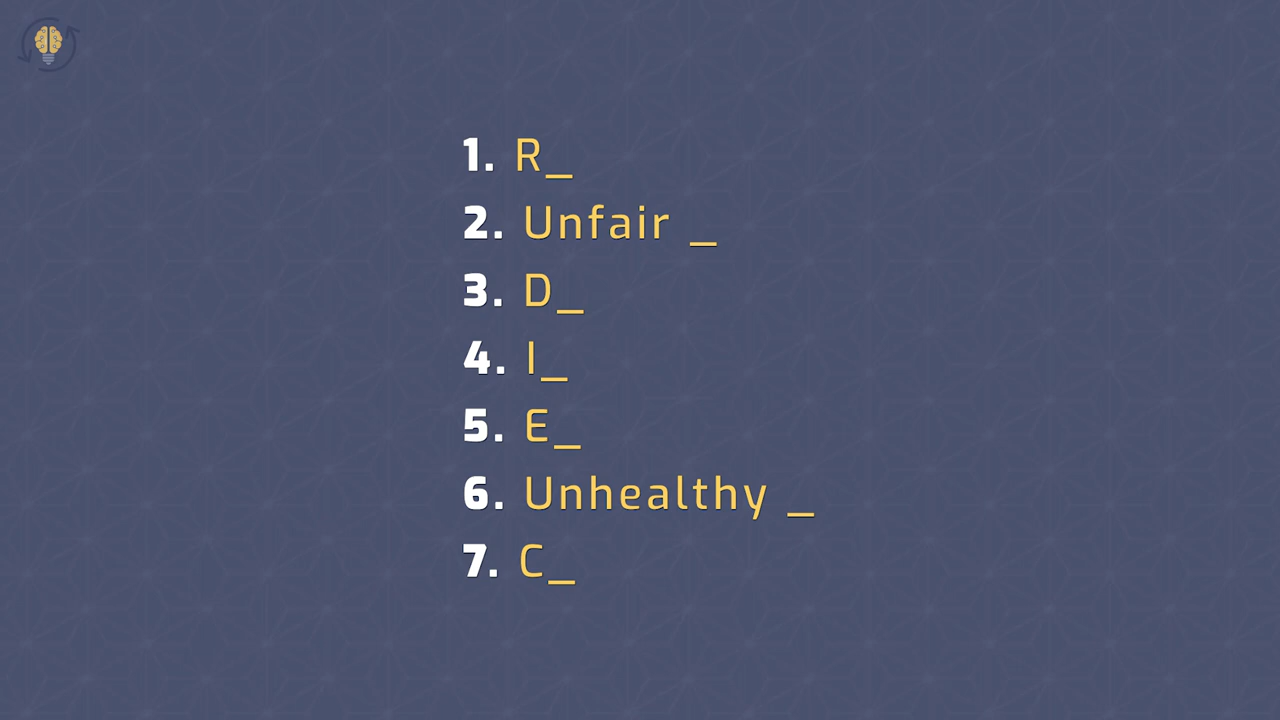 1. R_
2. Unfair _
3. D_
4. I_
5. E_
6. Unhealthy _
7. C_